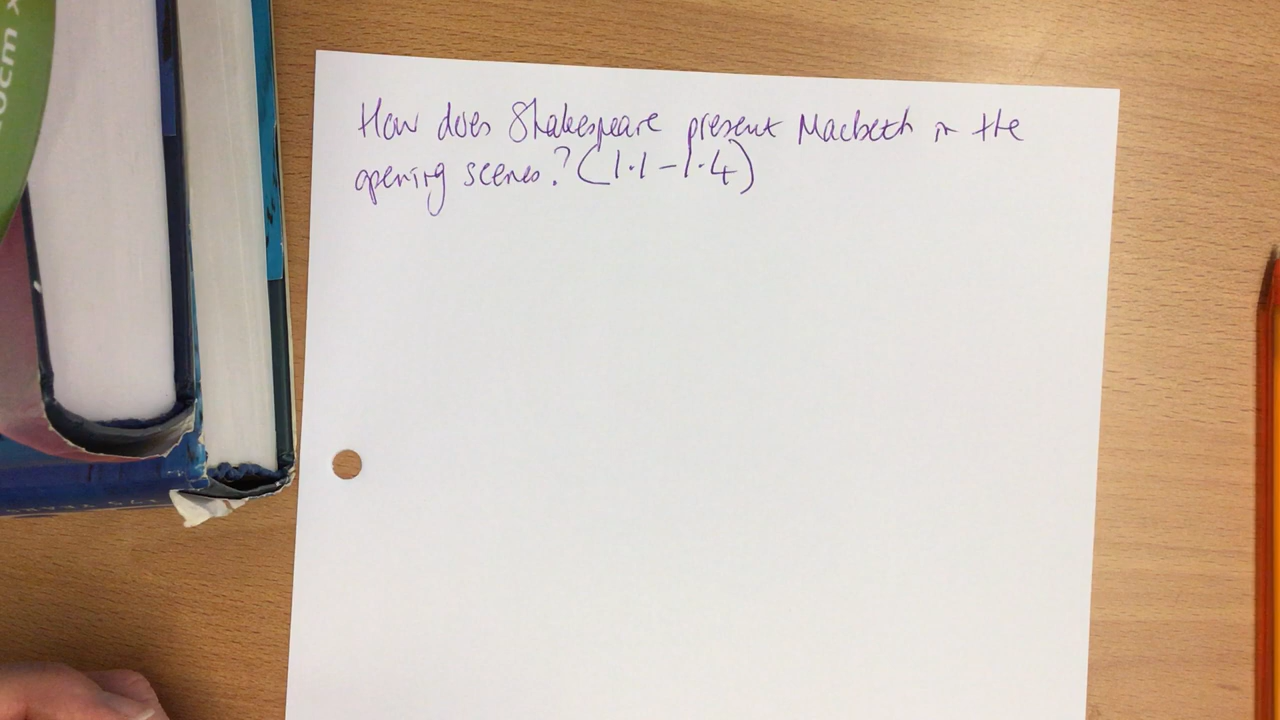 How does Shakespeare present Macbeth in the
opening scenes? (1.1 – 1.4)